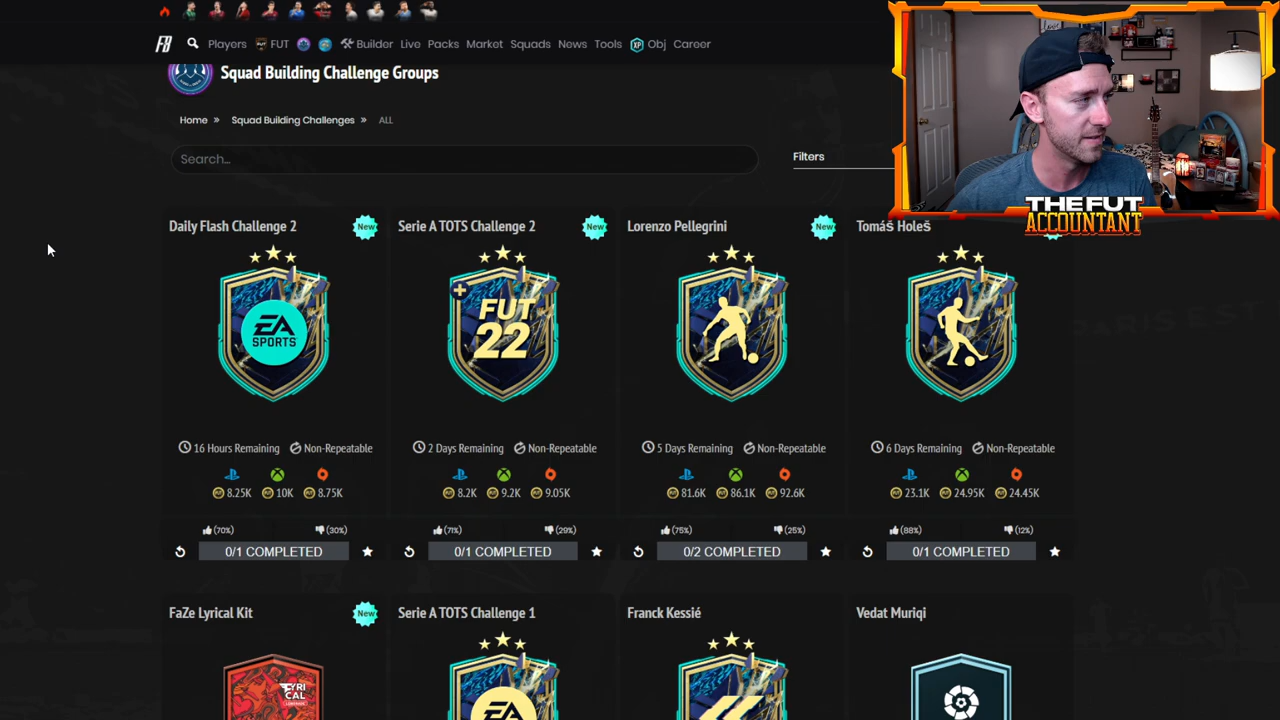 FB Players FUT Builder Live Packs Market Squads News Tools XP Obj Career
Squad Building Challenge Groups
Home » Squad Building Challenges » ALL
Search...
Filters
THE FUT
ACCOUNTANT
Daily Flash Challenge 2 New
Serie A TOTS Challenge 2 New
Lorenzo Pellegrini New
Tomáš Holeš
EA
SPORTS
FUT
22
16 Hours Remaining Non-Repeatable
2 Days Remaining Non-Repeatable
5 Days Remaining Non-Repeatable
6 Days Remaining Non-Repeatable
8.25K 10K 8.75K
8.2K 9.2K 9.05K
81.6K 86.1K 92.6K
23.1K 24.95K 24.45K
(70%) (30%)
(71%) (29%)
(75%) (25%)
(88%) (12%)
0/1 COMPLETED
0/1 COMPLETED
0/2 COMPLETED
0/1 COMPLETED
FaZe Lyrical Kit New
Serie A TOTS Challenge 1
Franck Kessié
Vedat Muriqi
LYRI
CAL
EA